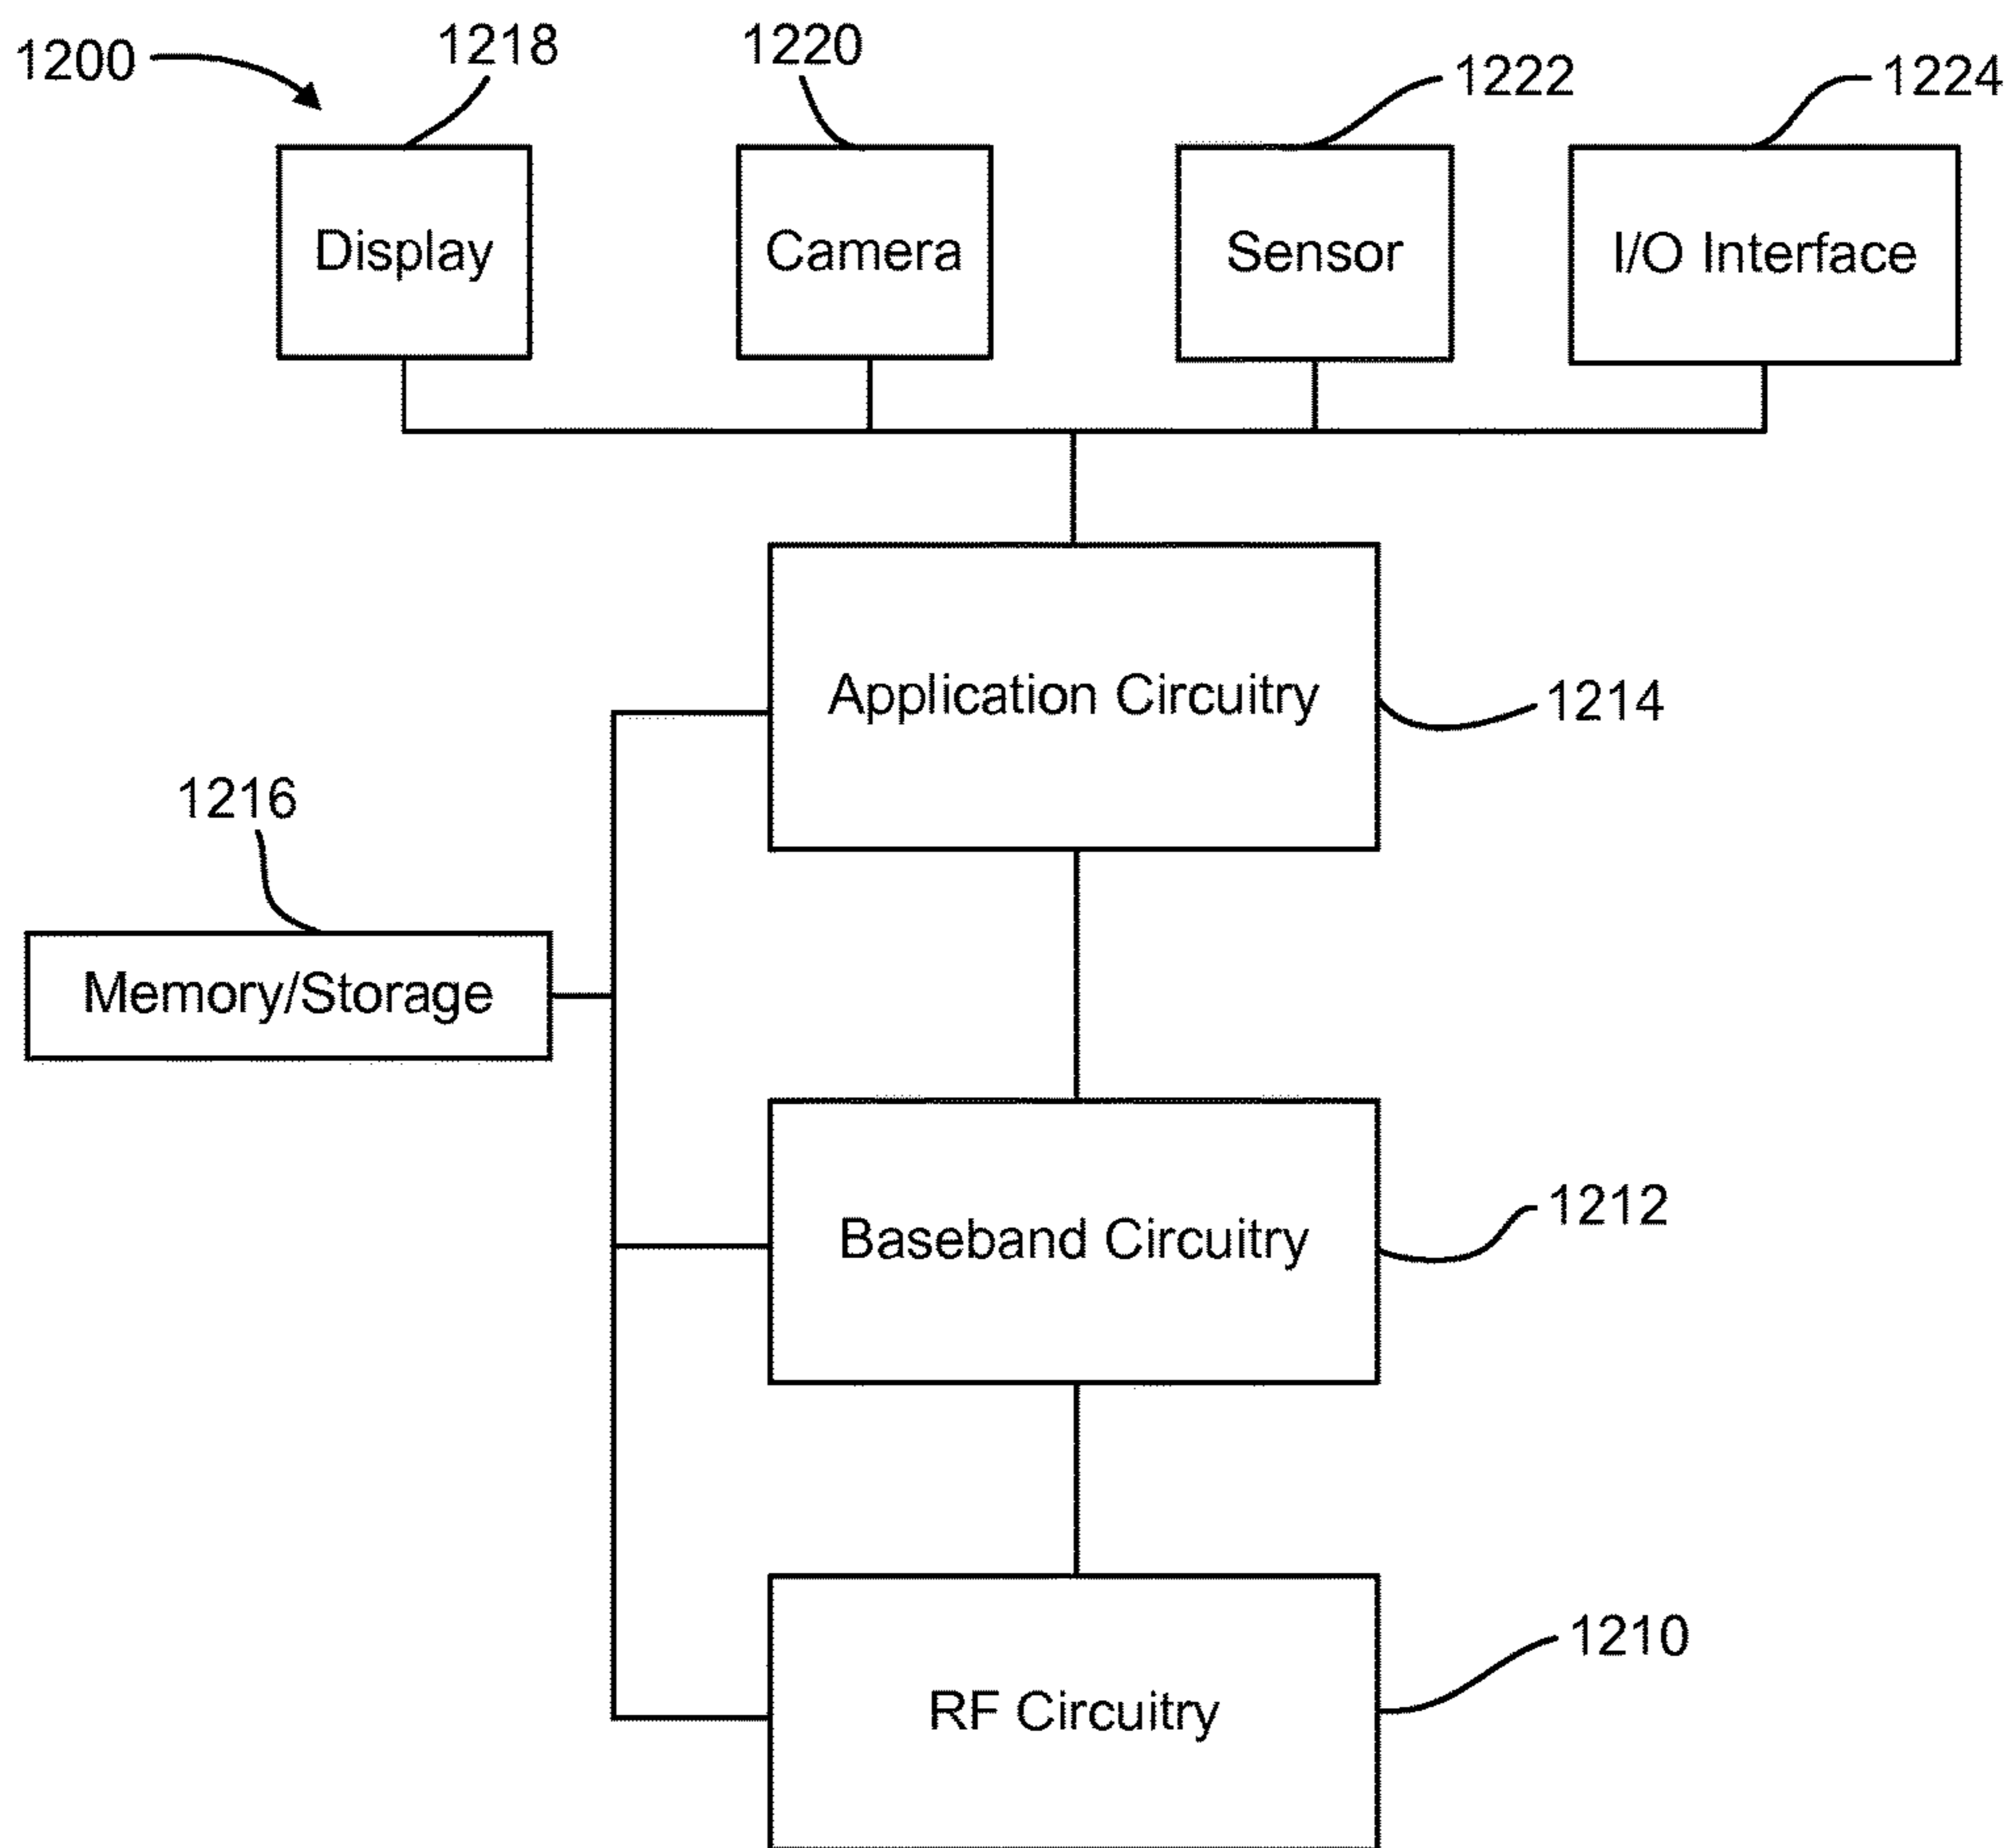 1200
1218
1220
1222
1224
Display
Camera
Sensor
I/O Interface
Application Circuitry
1214
1216
Memory/Storage
Baseband Circuitry
1212
RF Circuitry
1210